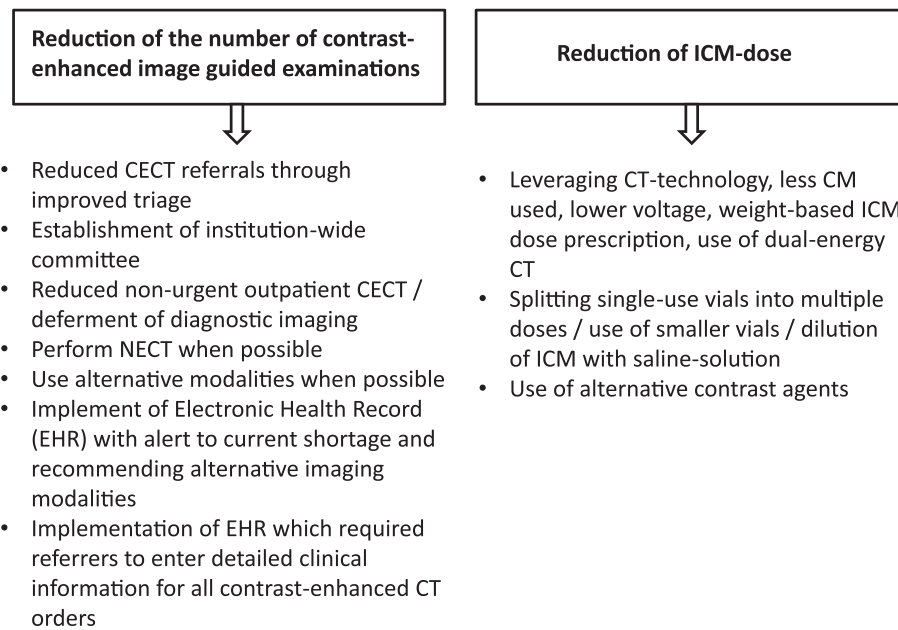 Reduction of the number of contrast-
enhanced image guided examinations
• Reduced CECT referrals through
improved triage
• Establishment of institution-wide
committee
• Reduced non-urgent outpatient CECT /
deferment of diagnostic imaging
• Perform NECT when possible
• Use alternative modalities when possible
• Implement of Electronic Health Record
(EHR) with alert to current shortage and
recommending alternative imaging
modalities
• Implementation of EHR which required
referrers to enter detailed clinical
information for all contrast-enhanced CT
orders
Reduction of ICM-dose
• Leveraging CT-technology, less CM
used, lower voltage, weight-based ICM
dose prescription, use of dual-energy
CT
• Splitting single-use vials into multiple
doses / use of smaller vials / dilution
of ICM with saline-solution
• Use of alternative contrast agents